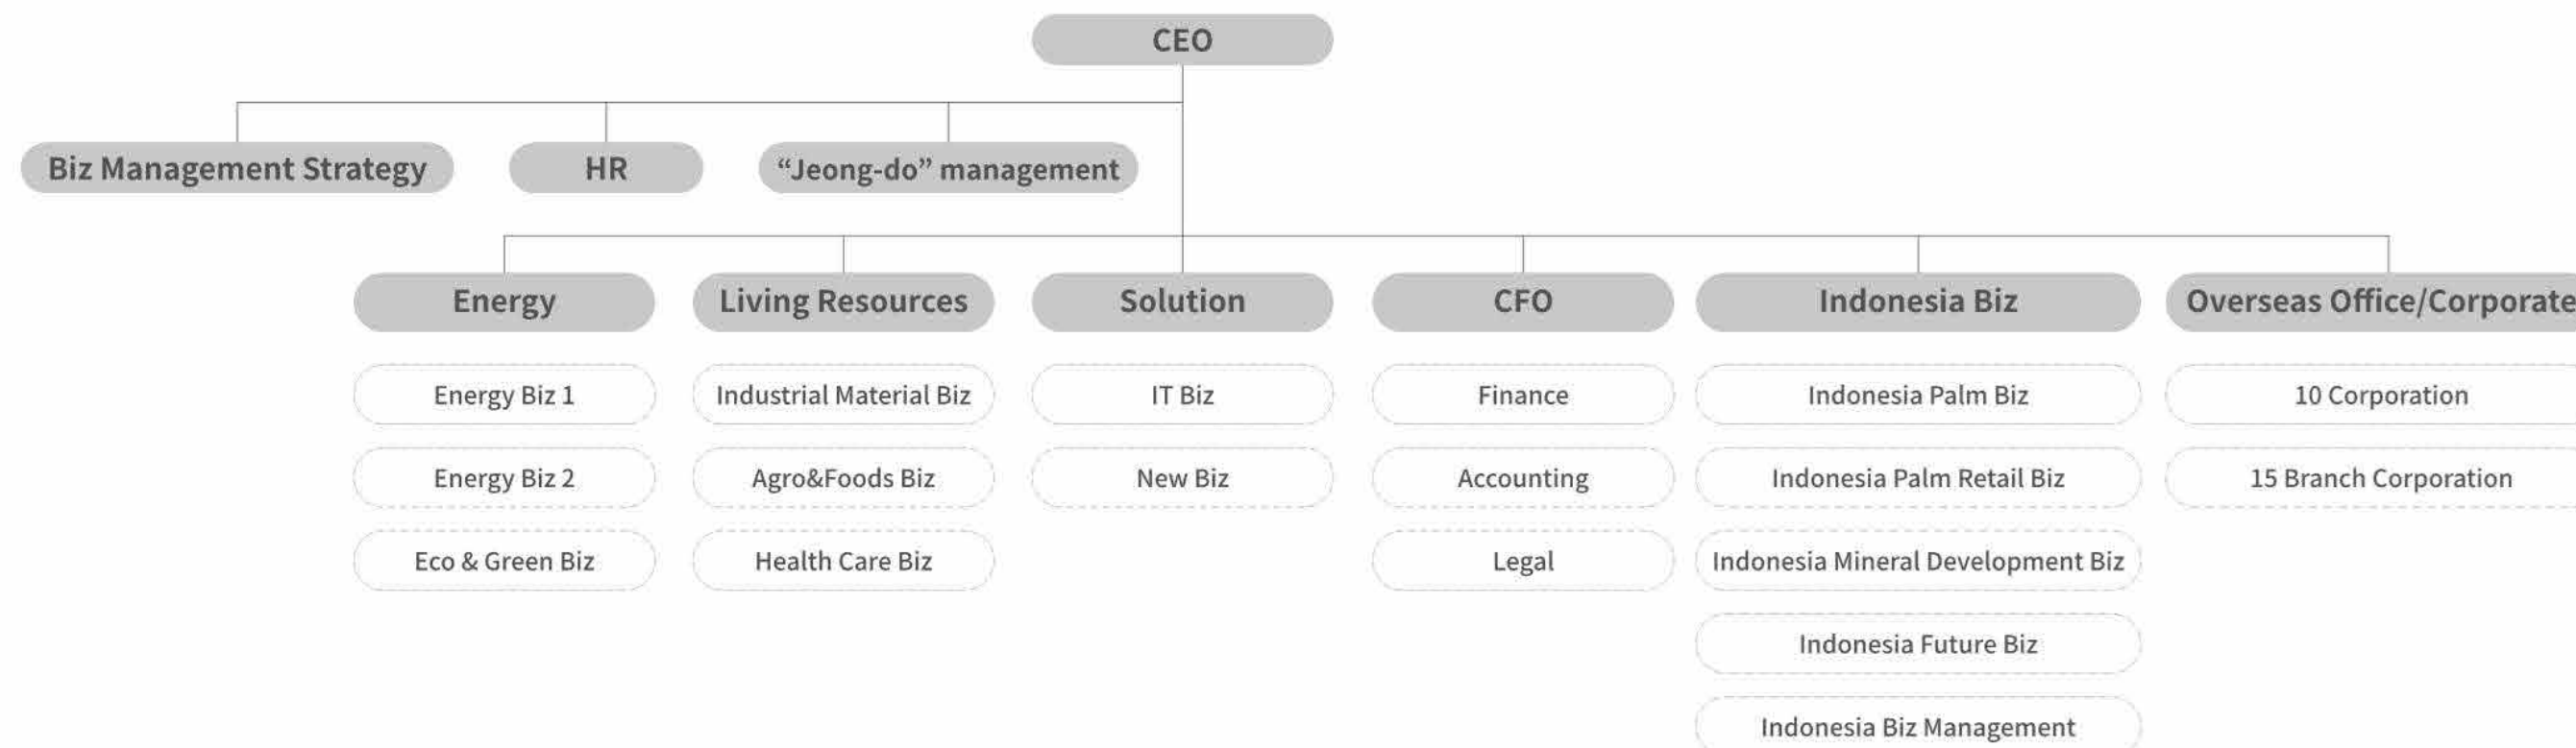 CEO
Biz Management Strategy
HR
“Jeong-do” management
Energy
Living Resources
Solution
CFO
Indonesia Biz
Overseas Office/Corporate
Energy Biz 1
Industrial Material Biz
IT Biz
Finance
Indonesia Palm Biz
10 Corporation
Energy Biz 2
Agro&Foods Biz
New Biz
Accounting
Indonesia Palm Retail Biz
15 Branch Corporation
Eco & Green Biz
Health Care Biz
Legal
Indonesia Mineral Development Biz
Indonesia Future Biz
Indonesia Biz Management